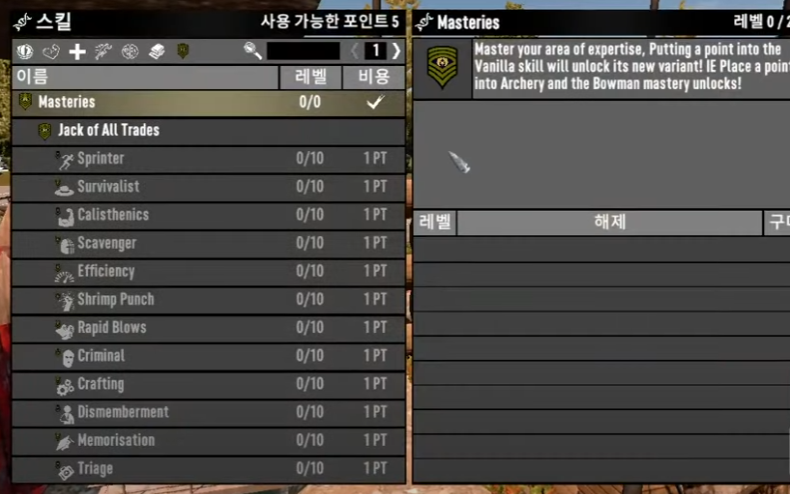 스킬
사용 가능한 포인트 5
1
이름 레벨 비용
Masteries 0/0
Jack of All Trades
Sprinter 0/10 1 PT
Survivalist 0/10 1 PT
Calisthenics 0/10 1 PT
Scavenger 0/10 1 PT
Efficiency 0/10 1 PT
Shrimp Punch 0/10 1 PT
Rapid Blows 0/10 1 PT
Criminal 0/10 1 PT
Crafting 0/10 1 PT
Dismemberment 0/10 1 PT
Memorisation 0/10 1 PT
Triage 0/10 1 PT
Masteries 레벨 0 /
Master your area of expertise, Putting a point into the
Vanilla skill will unlock its new variant! IE Place a point
into Archery and the Bowman mastery unlocks!
레벨 해제